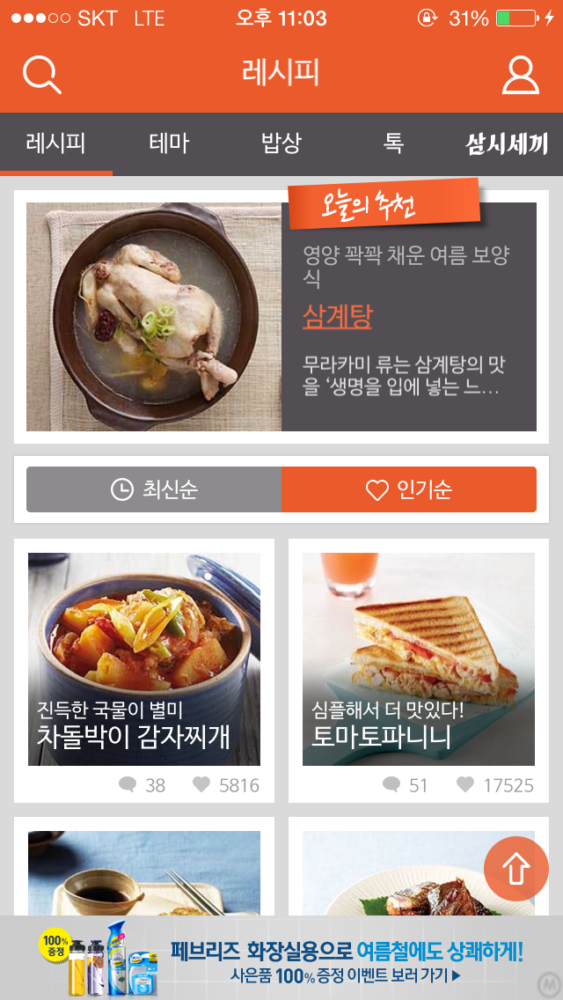 SKT LTE 오후 11:03 31%
레시피
레시피 테마 밥상 톡 삼시세끼
오늘의 추천
영양 꽉꽉 채운 여름 보양
식
삼계탕
무라카미 류는 삼계탕의 맛
을 ‘생명을 입에 넣는 느…
최신순 인기순
진득한 국물이 별미
차돌박이 감자찌개
38 5816
심플해서 더 맛있다!
토마토파니니
51 17525
100%
증정
페브리즈 화장실용으로 여름철에도 상쾌하게!
사은품 100% 증정 이벤트 보러 가기▶
M